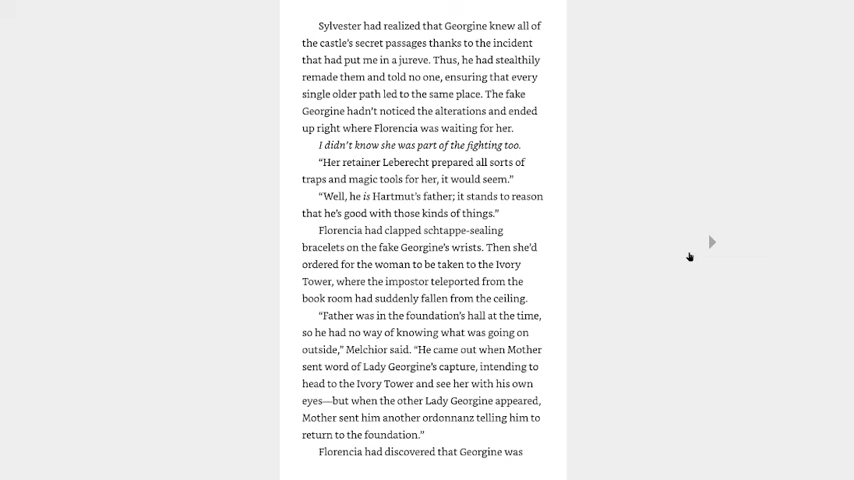 Sylvester had realized that Georgine knew all of
the castle's secret passages thanks to the incident
that had put me in a jureve. Thus, he had stealthily
remade them and told no one, ensuring that every
single older path led to the same place. The fake
Georgine hadn't noticed the alterations and ended
up right where Florencia was waiting for her.
I didn't know she was part of the fighting too.
“Her retainer Leberecht prepared all sorts of
traps and magic tools for her, it would seem.”
“Well, he is Hartmut's father; it stands to reason
that he's good with those kinds of things.”
Florencia had clapped schtappe-sealing
bracelets on the fake Georgine's wrists. Then she'd
ordered for the woman to be taken to the Ivory
Tower, where the impostor teleported from the
book room had suddenly fallen from the ceiling.
“Father was in the foundation's hall at the time,
so he had no way of knowing what was going on
outside,” Melchior said. “He came out when Mother
sent word of Lady Georgine's capture, intending to
head to the Ivory Tower and see her with his own
eyes—but when the other Lady Georgine appeared,
Mother sent him another ordonnanz telling him to
return to the foundation.”
Florencia had discovered that Georgine was